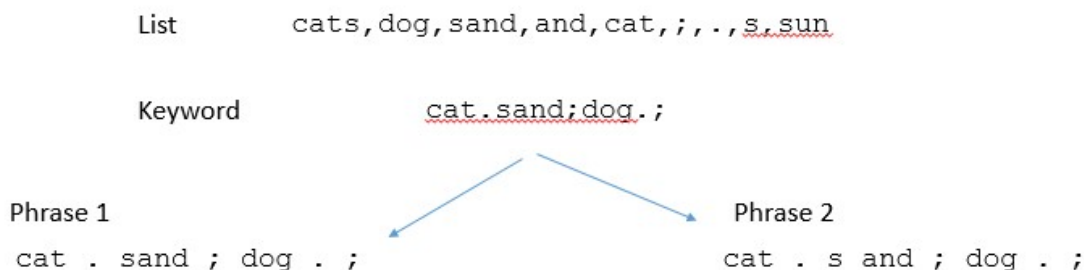 List cats,dog,sand,and,cat,;,.,s,sun
Keyword cat.sand;dog.;
Phrase 1 Phrase 2
cat . sand ; dog . ; cat . s and ; dog . ;